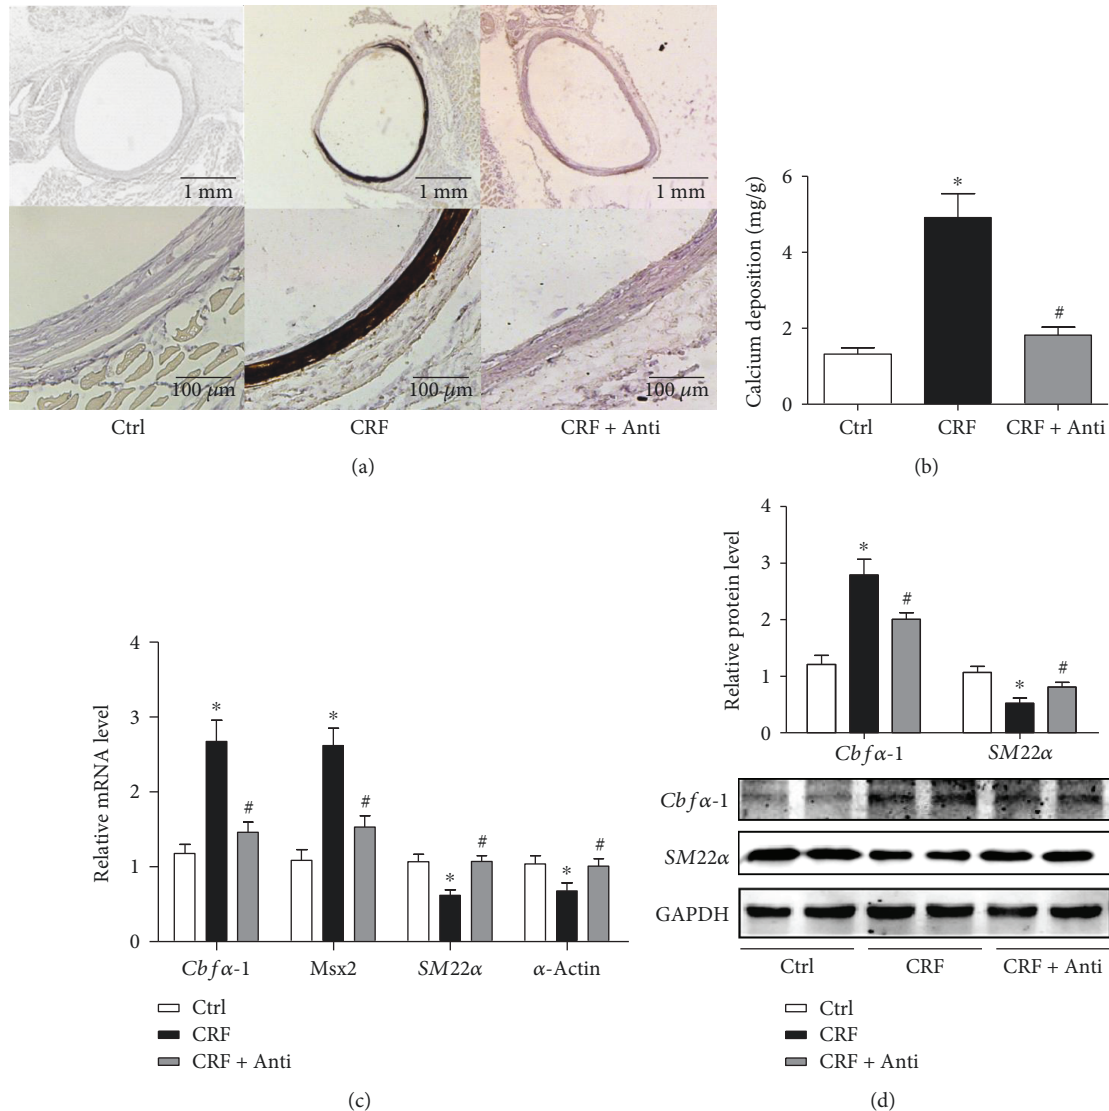 1 mm
1 mm
1 mm
100 μm
100 μm
100 μm
Ctrl
CRF
CRF + Anti
(a)
Calcium deposition (mg/g)
6
4
2
0
*
#
Ctrl
CRF
CRF + Anti
(b)
Relative mRNA level
4
3
2
1
0
*
#
*
#
*
#
*
#
Cbfα-1
Msx2
SM22α
α-Actin
Ctrl
CRF
CRF + Anti
(c)
Relative protein level
4
3
2
1
0
*
#
*
#
Cbfα-1
SM22α
Cbfα-1
SM22α
GAPDH
Ctrl
CRF
CRF + Anti
Ctrl
CRF
CRF + Anti
(d)